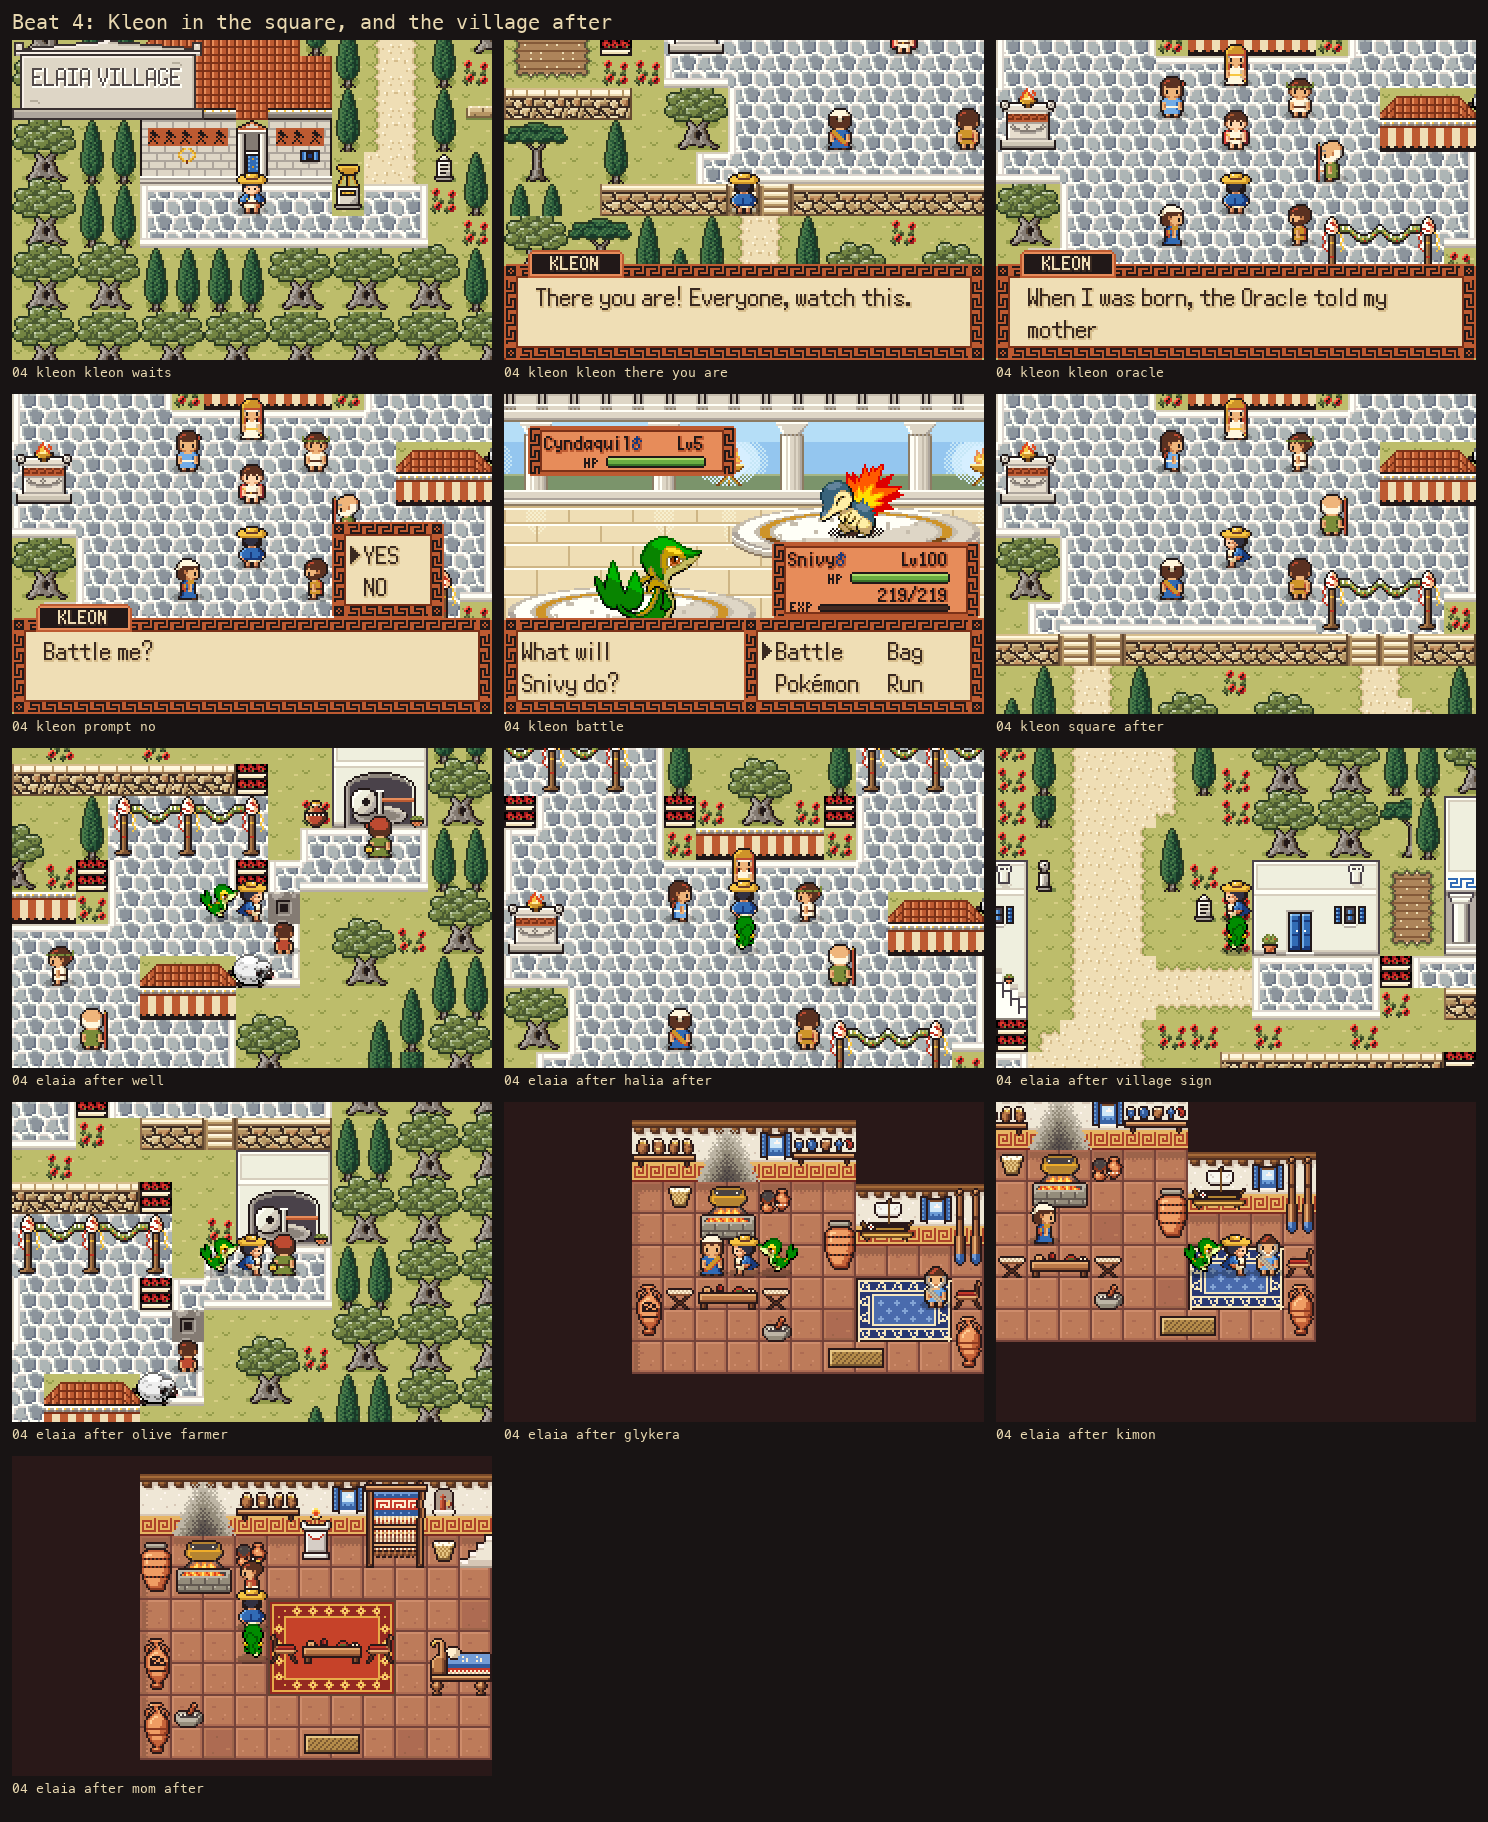 Beat 4: Kleon in the square, and the village after
ELAIA VILLAGE
04 kleon kleon waits
KLEON
There you are! Everyone, watch this.
04 kleon kleon there you are
KLEON
When I was born, the Oracle told my
mother
04 kleon kleon oracle
YES
NO
KLEON
Battle me?
04 kleon prompt no
Cyndaquil♂ Lv5
HP
Snivy♂ Lv100
HP
219/219
EXP
What will
Snivy do?
Battle Bag
Pokémon Run
04 kleon battle
04 kleon square after
04 elaia after well
04 elaia after halia after
04 elaia after village sign
04 elaia after olive farmer
04 elaia after glykera
04 elaia after kimon
04 elaia after mom after